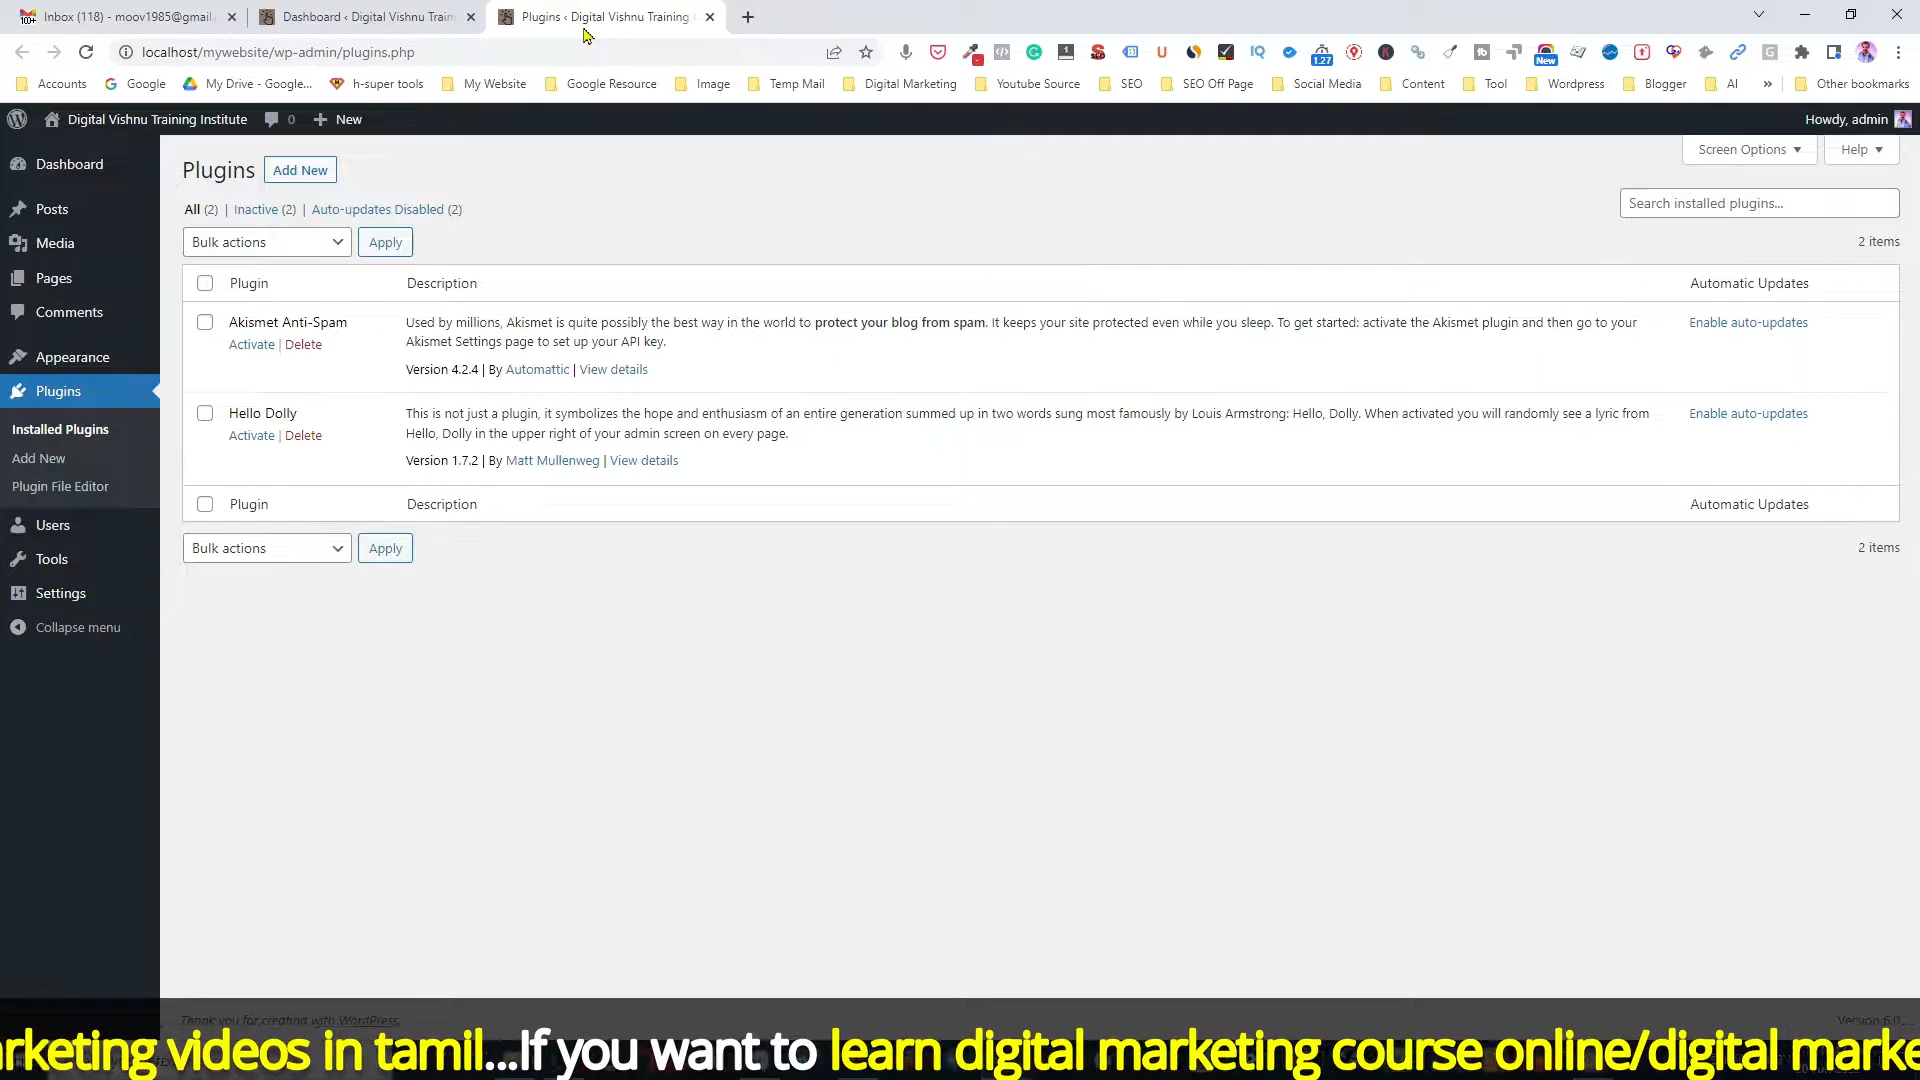 Inbox (118) - moov1985@gmail.
Dashboard ‹ Digital Vishnu Train
Plugins ‹ Digital Vishnu Training
localhost/mywebsite/wp-admin/plugins.php
1.27
New
Accounts
Google
My Drive - Google...
h-super tools
My Website
Google Resource
Image
Temp Mail
Digital Marketing
Youtube Source
SEO
SEO Off Page
Social Media
Content
Tool
Wordpress
Blogger
AI
»
Other bookmarks
Digital Vishnu Training Institute
0
New
Howdy, admin
Dashboard
Posts
Media
Pages
Comments
Appearance
Plugins
Installed Plugins
Add New
Plugin File Editor
Users
Tools
Settings
Collapse menu
Screen Options
Help
Plugins
Add New
All (2) | Inactive (2) | Auto-updates Disabled (2)
Search installed plugins...
Bulk actions
Apply
2 items
Plugin
Description
Automatic Updates
Akismet Anti-Spam
Activate | Delete
Used by millions, Akismet is quite possibly the best way in the world to protect your blog from spam. It keeps your site protected even while you sleep. To get started: activate the Akismet plugin and then go to your
Akismet Settings page to set up your API key.
Version 4.2.4 | By Automattic | View details
Enable auto-updates
Hello Dolly
Activate | Delete
This is not just a plugin, it symbolizes the hope and enthusiasm of an entire generation summed up in two words sung most famously by Louis Armstrong: Hello, Dolly. When activated you will randomly see a lyric from
Hello, Dolly in the upper right of your admin screen on every page.
Version 1.7.2 | By Matt Mullenweg | View details
Enable auto-updates
Plugin
Description
Automatic Updates
Bulk actions
Apply
2 items
Thank you for creating with WordPress.
Version 6.0
rketing videos in tamil...If you want to learn digital marketing course online/digital marke